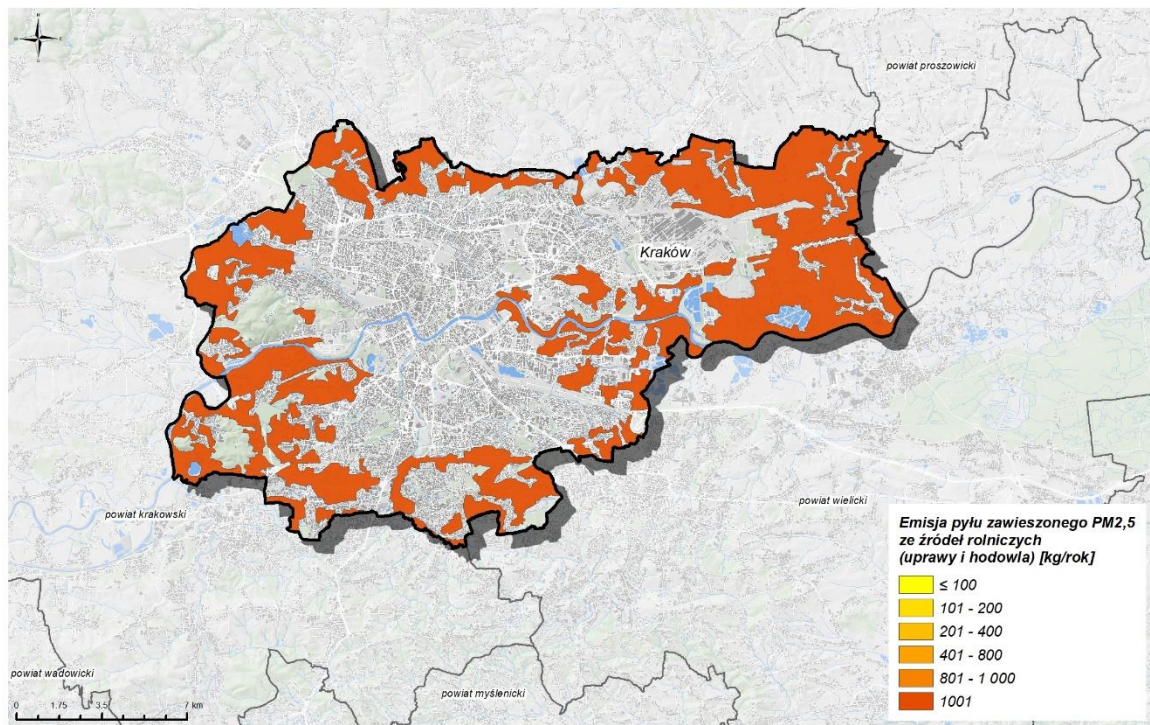 N
powiat proszowicki
Kraków
powiat krakowski
powiat wielicki
powiat wadowicki
powiat myślenicki
Emisja pyłu zawieszonego PM2,5
ze źródeł rolniczych
(uprawy i hodowla) [kg/rok]
≤ 100
101 - 200
201 - 400
401 - 800
801 - 1 000
1001
0 1.75 3.5 7 km